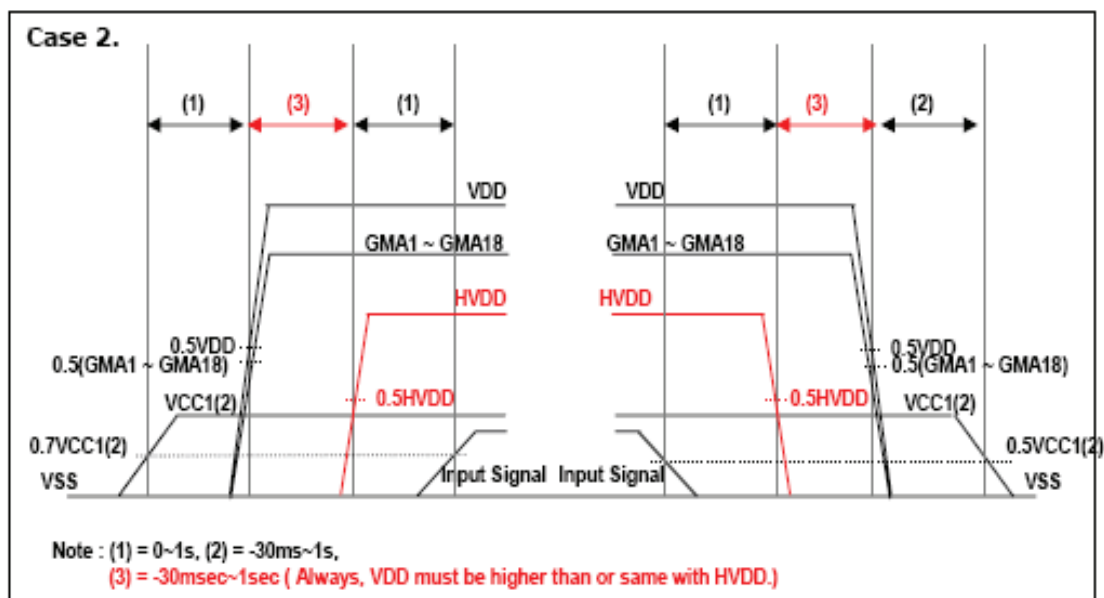 Case 2.
(1) (3) (1) (1) (3) (2)
VDD VDD
GMA1 ~ GMA18 GMA1 ~ GMA18
HVDD HVDD
0.5VDD 0.5VDD
0.5(GMA1 ~ GMA18) 0.5(GMA1 ~ GMA18)
0.5HVDD 0.5HVDD
VCC1(2) VCC1(2)
0.7VCC1(2) 0.5VCC1(2)
VSS Input Signal Input Signal VSS
Note : (1) = 0~1s, (2) = -30ms~1s,
(3) = -30msec~1sec ( Always, VDD must be higher than or same with HVDD.)